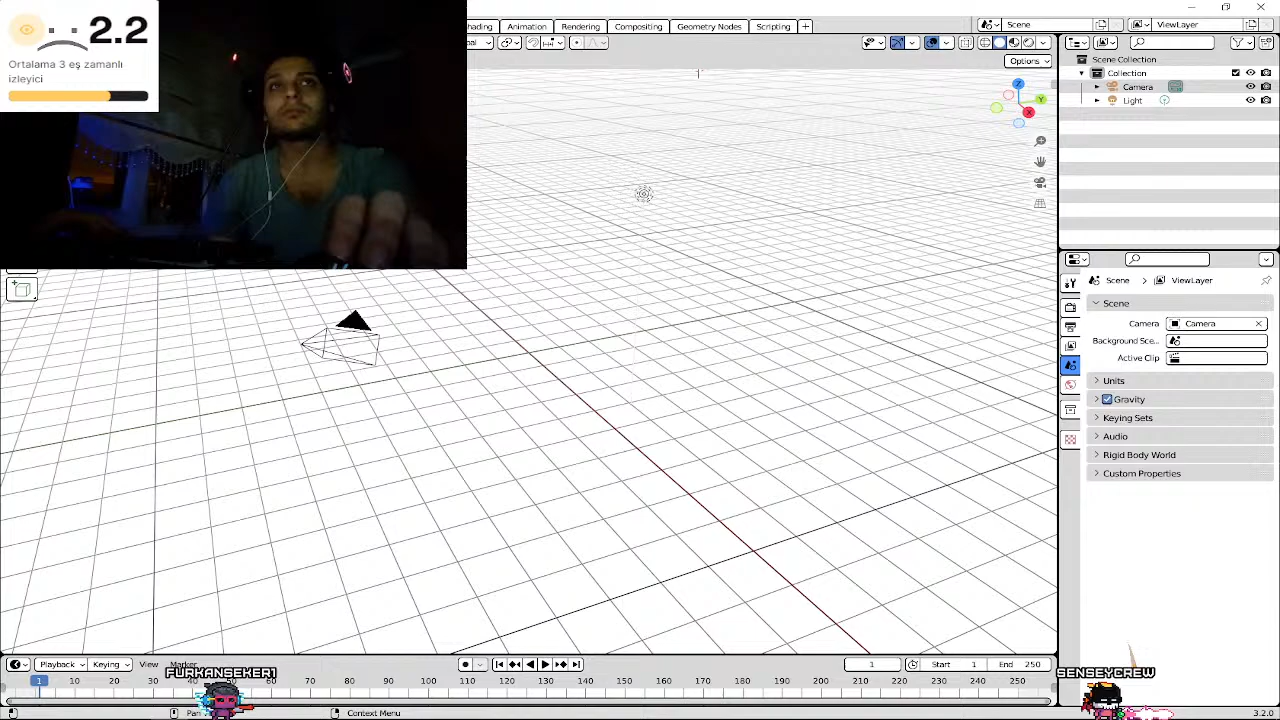 2.2
Ortalama 3 eş zamanlı
izleyici
Animation
Rendering
Compositing
Geometry Nodes
Scripting
Scene
ViewLayer
Options
Z
Y
X
Scene Collection
Collection
Camera
Light
Scene
ViewLayer
Scene
Camera
Camera
Background Sce..
Active Clip
Units
Gravity
Keying Sets
Audio
Rigid Body World
Custom Properties
Playback
Keying
View
Marker
1
Start
1
End
250
1
10
20
30
40
50
60
70
80
90
100
110
120
130
140
150
160
170
180
190
200
210
220
230
240
250
FURKANSEKER1
SENSEYCREW
Pan
Context Menu
3.2.0